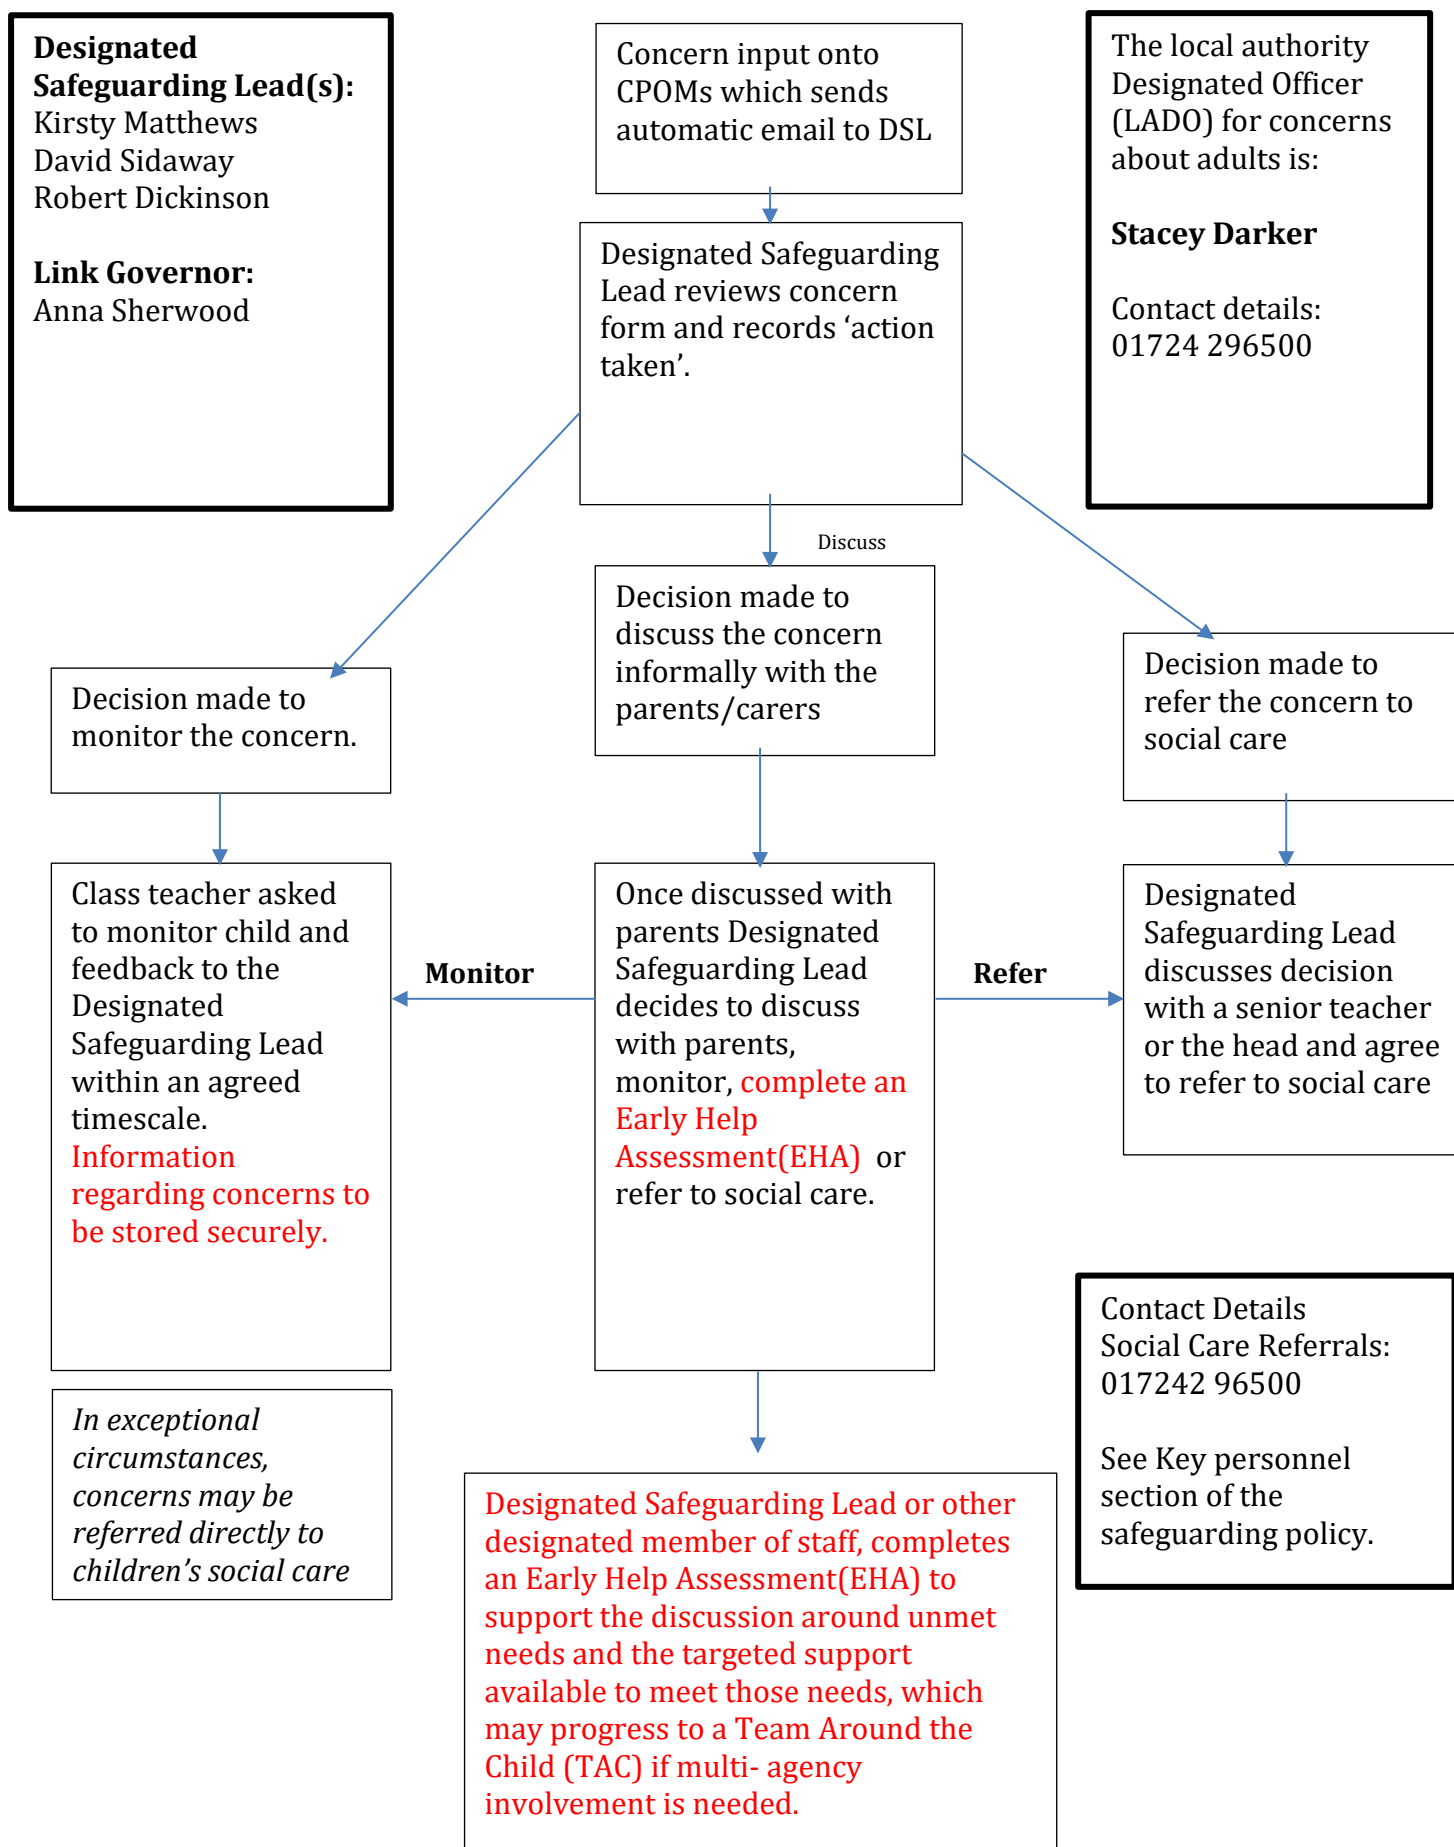 Designated
Safeguarding Lead(s):
Kirsty Matthews
David Sidaway
Robert Dickinson
Link Governor:
Anna Sherwood
Concern input onto
CPOMs which sends
automatic email to DSL
The local authority
Designated Officer
(LADO) for concerns
about adults is:
Stacey Darker
Contact details:
01724 296500
Designated Safeguarding
Lead reviews concern
form and records ‘action
taken’.
Discuss
Decision made to
monitor the concern.
Decision made to
discuss the concern
informally with the
parents/carers
Decision made to
refer the concern to
social care
Class teacher asked
to monitor child and
feedback to the
Designated
Safeguarding Lead
within an agreed
timescale.
Information
regarding concerns to
be stored securely.
Monitor
Once discussed with
parents Designated
Safeguarding Lead
decides to discuss
with parents,
monitor, complete an
Early Help
Assessment(EHA) or
refer to social care.
Refer
Designated
Safeguarding Lead
discusses decision
with a senior teacher
or the head and agree
to refer to social care
In exceptional
circumstances,
concerns may be
referred directly to
children’s social care
Designated Safeguarding Lead or other
designated member of staff, completes
an Early Help Assessment(EHA) to
support the discussion around unmet
needs and the targeted support
available to meet those needs, which
may progress to a Team Around the
Child (TAC) if multi- agency
involvement is needed.
Contact Details
Social Care Referrals:
017242 96500
See Key personnel
section of the
safeguarding policy.